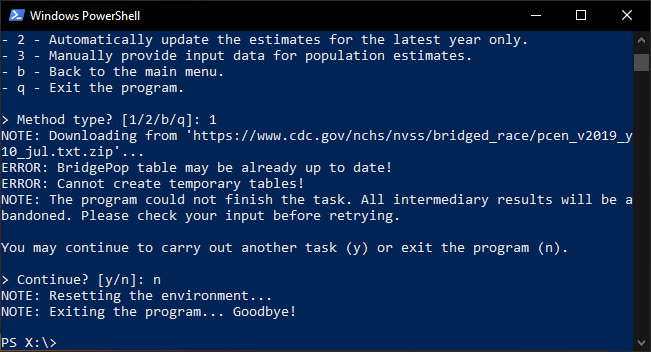 Windows PowerShell
- 2 - Automatically update the estimates for the latest year only.
- 3 - Manually provide input data for population estimates.
- b - Back to the main menu.
- q - Exit the program.
> Method type? [1/2/b/q]: 1
NOTE: Downloading from 'https://www.cdc.gov/nchs/nvss/bridged_race/pcen_v2019_y
10_jul.txt.zip'...
ERROR: BridgePop table may be already up to date!
ERROR: Cannot create temporary tables!
NOTE: The program could not finish the task. All intermediary results will be a
bandoned. Please check your input before retrying.
You may continue to carry out another task (y) or exit the program (n).
> Continue? [y/n]: n
NOTE: Resetting the environment...
NOTE: Exiting the program... Goodbye!
PS X:\>